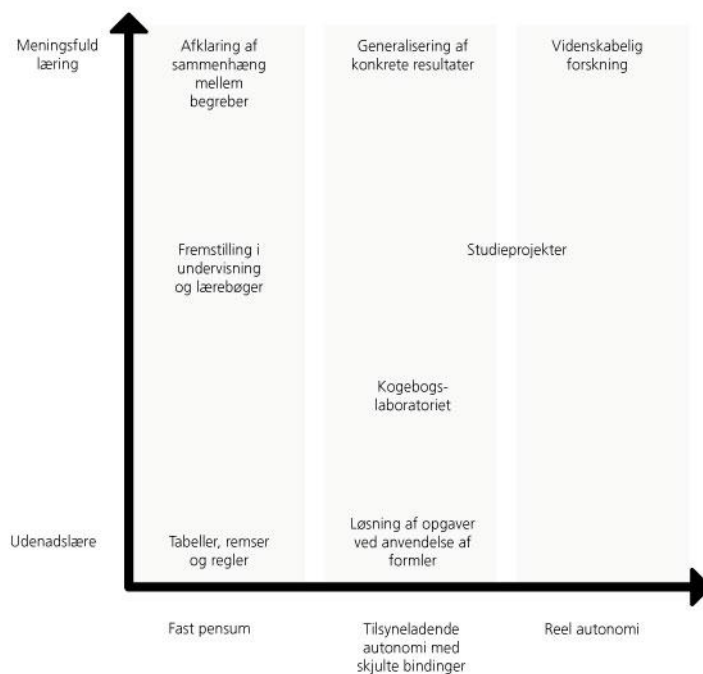 Meningsfuld
læring
Afklaring af
sammenhæng
mellem
begreber
Generalisering af
konkrete resultater
Videnskabelig
forskning
Fremstilling i
undervisning
og lærebøger
Studieprojekter
Kogebogs-
laboratoriet
Udenadslære
Tabeller, remser
og regler
Løsning af opgaver
ved anvendelse af
formler
Fast pensum
Tilsyneladende
autonomi med
skjulte bindinger
Reel autonomi